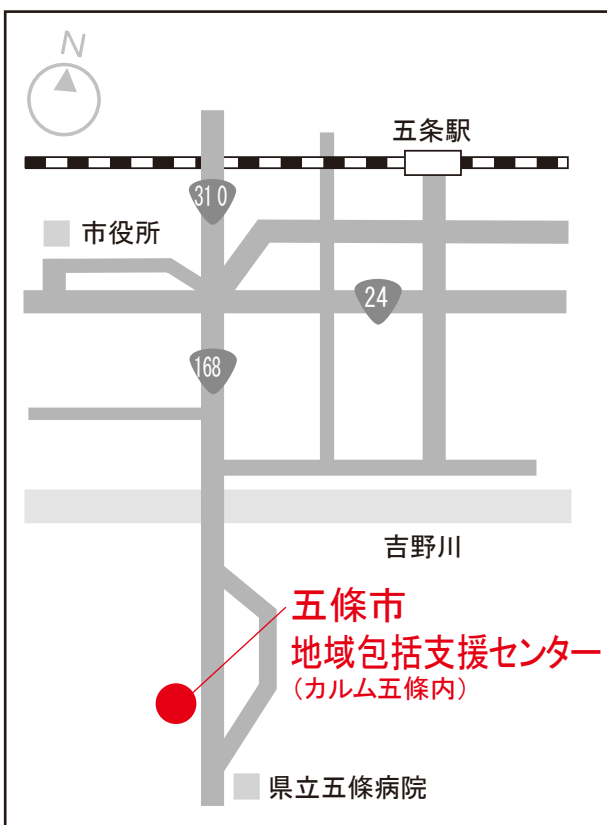 N
五条駅
310
市役所
24
168
吉野川
五條市
地域包括支援センター
(カルム五條内)
県立五條病院